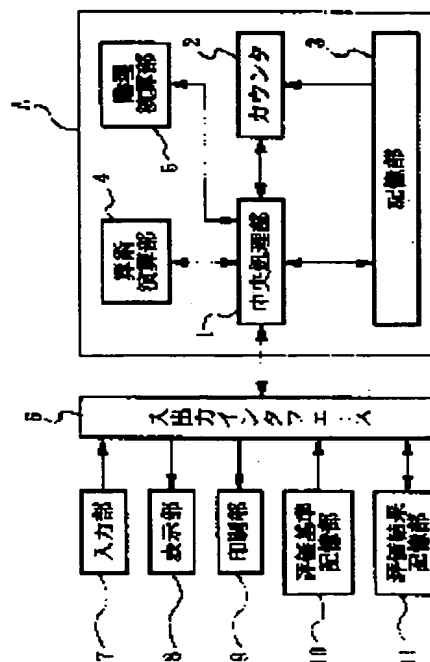 A
論理
演算部
5
算術
演算部
4
カウンタ
2
中央処理部
1
記憶部
3
入出力インタフェース
6
入力部
7
表示部
8
印刷部
9
評価基準
記憶部
10
評価結果
記憶部
11